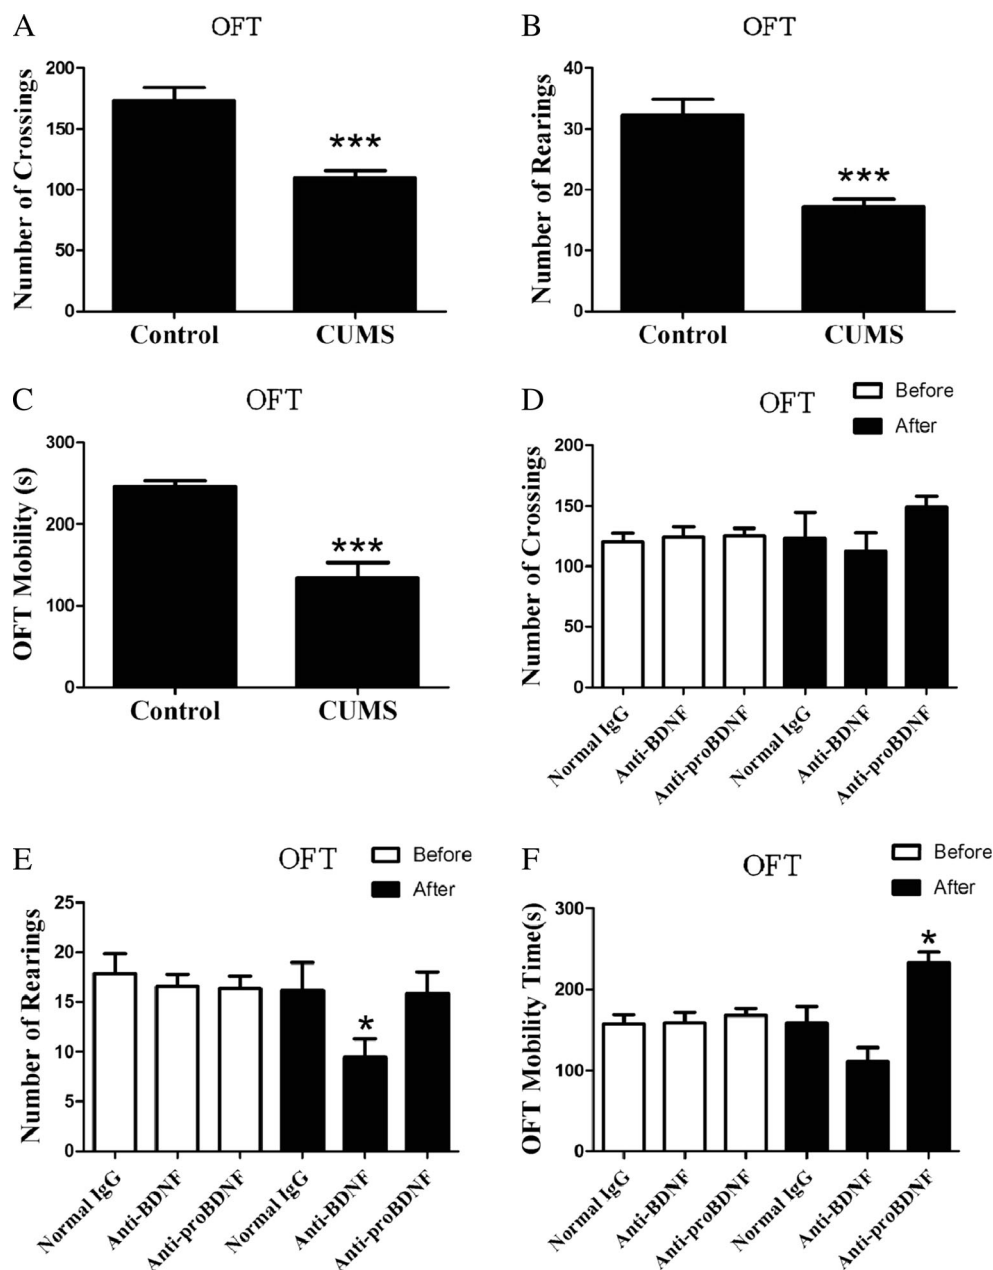 A
OFT
Number of Crossings
200
150
100
50
0
***
Control
CUMS
B
OFT
Number of Rearings
40
30
20
10
0
***
Control
CUMS
C
OFT
OFT Mobility (s)
300
200
100
0
***
Control
CUMS
D
OFT
Before
After
Number of Crossings
200
150
100
50
0
Normal IgG
Anti-BDNF
Anti-proBDNF
Normal IgG
Anti-BDNF
Anti-proBDNF
E
OFT
Before
After
Number of Rearings
25
20
15
10
5
0
*
Normal IgG
Anti-BDNF
Anti-proBDNF
Normal IgG
Anti-BDNF
Anti-proBDNF
F
OFT
Before
After
OFT Mobility Time(s)
300
200
100
0
*
Normal IgG
Anti-BDNF
Anti-proBDNF
Normal IgG
Anti-BDNF
Anti-proBDNF